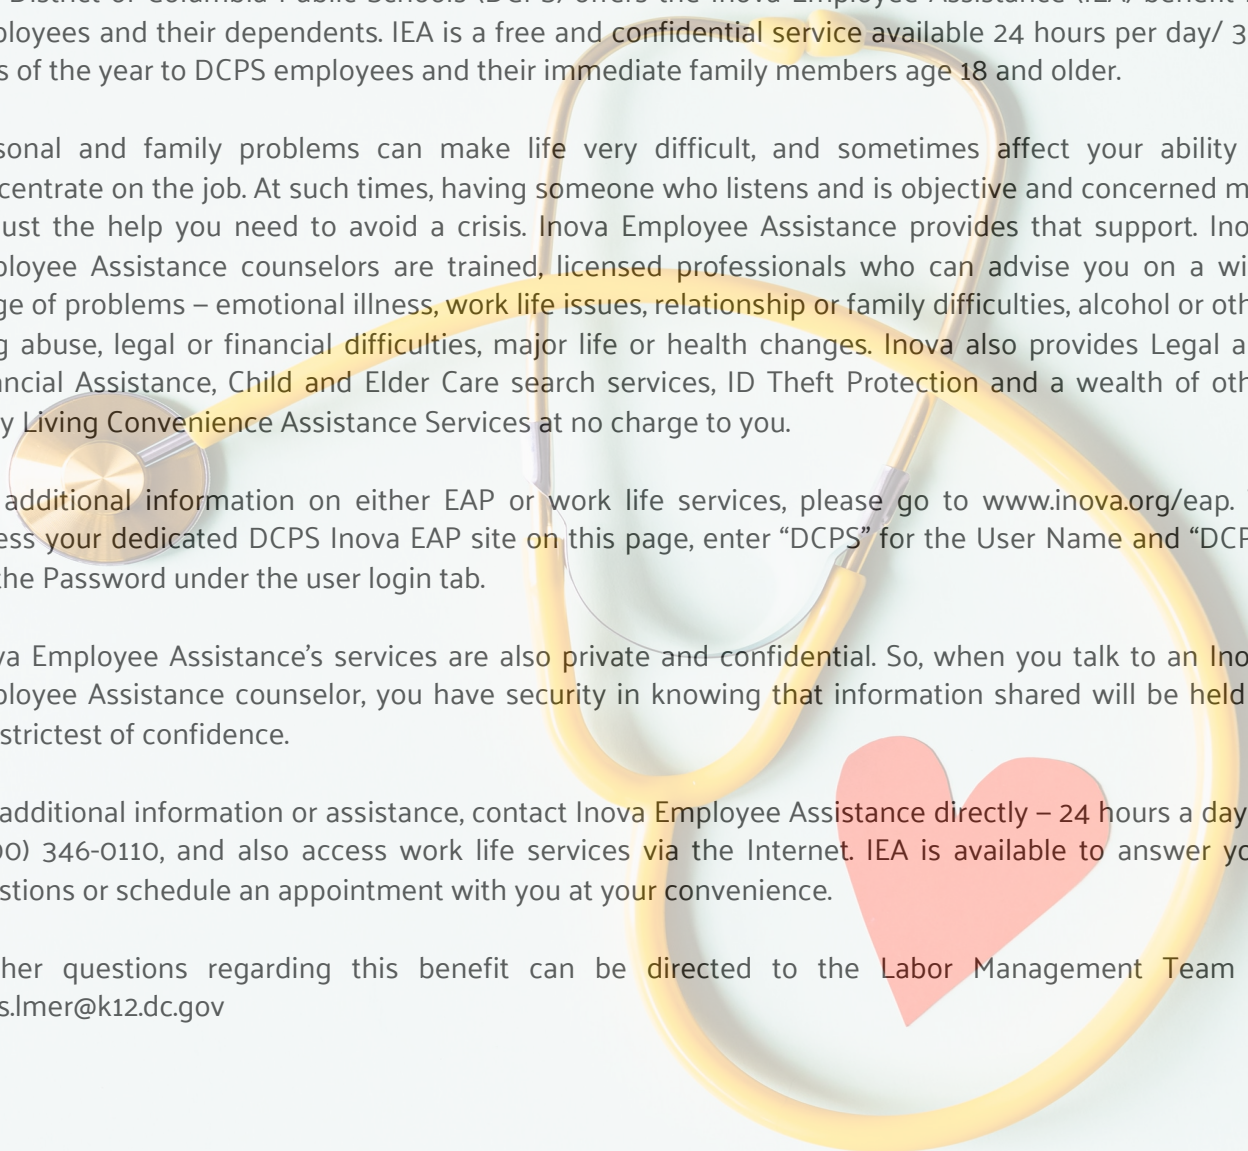 District of Columbia Public Schools (DCPS) offers the Inova Employee Assistance (IEA) benefit
ployees and their dependents. IEA is a free and confidential service available 24 hours per day/ 3
s of the year to DCPS employees and their immediate family members age 18 and older.
sonal and family problems can make life very difficult, and sometimes affect your ability
centrate on the job. At such times, having someone who listens and is objective and concerned m
ust the help you need to avoid a crisis. Inova Employee Assistance provides that support. Ino
ployee Assistance counselors are trained, licensed professionals who can advise you on a wi
ge of problems – emotional illness, work life issues, relationship or family difficulties, alcohol or oth
g abuse, legal or financial difficulties, major life or health changes. Inova also provides Legal a
ancial Assistance, Child and Elder Care search services, ID Theft Protection and a wealth of oth
y Living Convenience Assistance Services at no charge to you.
additional information on either EAP or work life services, please go to www.inova.org/eap.
ess your dedicated DCPS Inova EAP site on this page, enter “DCPS” for the User Name and “DCP
the Password under the user login tab.
va Employee Assistance’s services are also private and confidential. So, when you talk to an Ino
ployee Assistance counselor, you have security in knowing that information shared will be held
strictest of confidence.
additional information or assistance, contact Inova Employee Assistance directly – 24 hours a day
00) 346-0110, and also access work life services via the Internet. IEA is available to answer yo
stions or schedule an appointment with you at your convenience.
her questions regarding this benefit can be directed to the Labor Management Team
s.lmer@k12.dc.gov